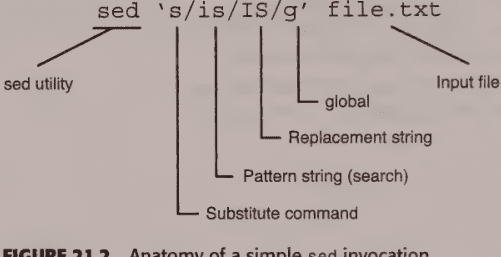 sed ‘s/is/IS/g’ file.txt
sed utility
Input file
global
Replacement string
Pattern string (search)
Substitute command
FIGURE 21.2 Anatomy of a simple sed invocation